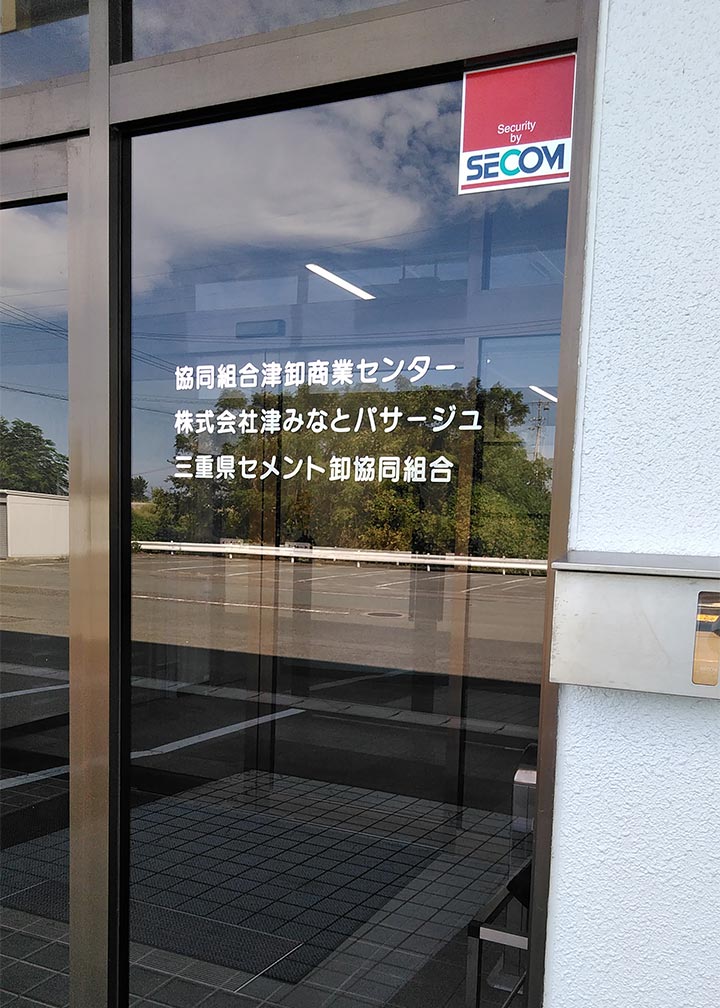 Security
by
SECOM
協同組合津卸商業センター
株式会社津みなとパサージュ
三重県セメント卸協同組合